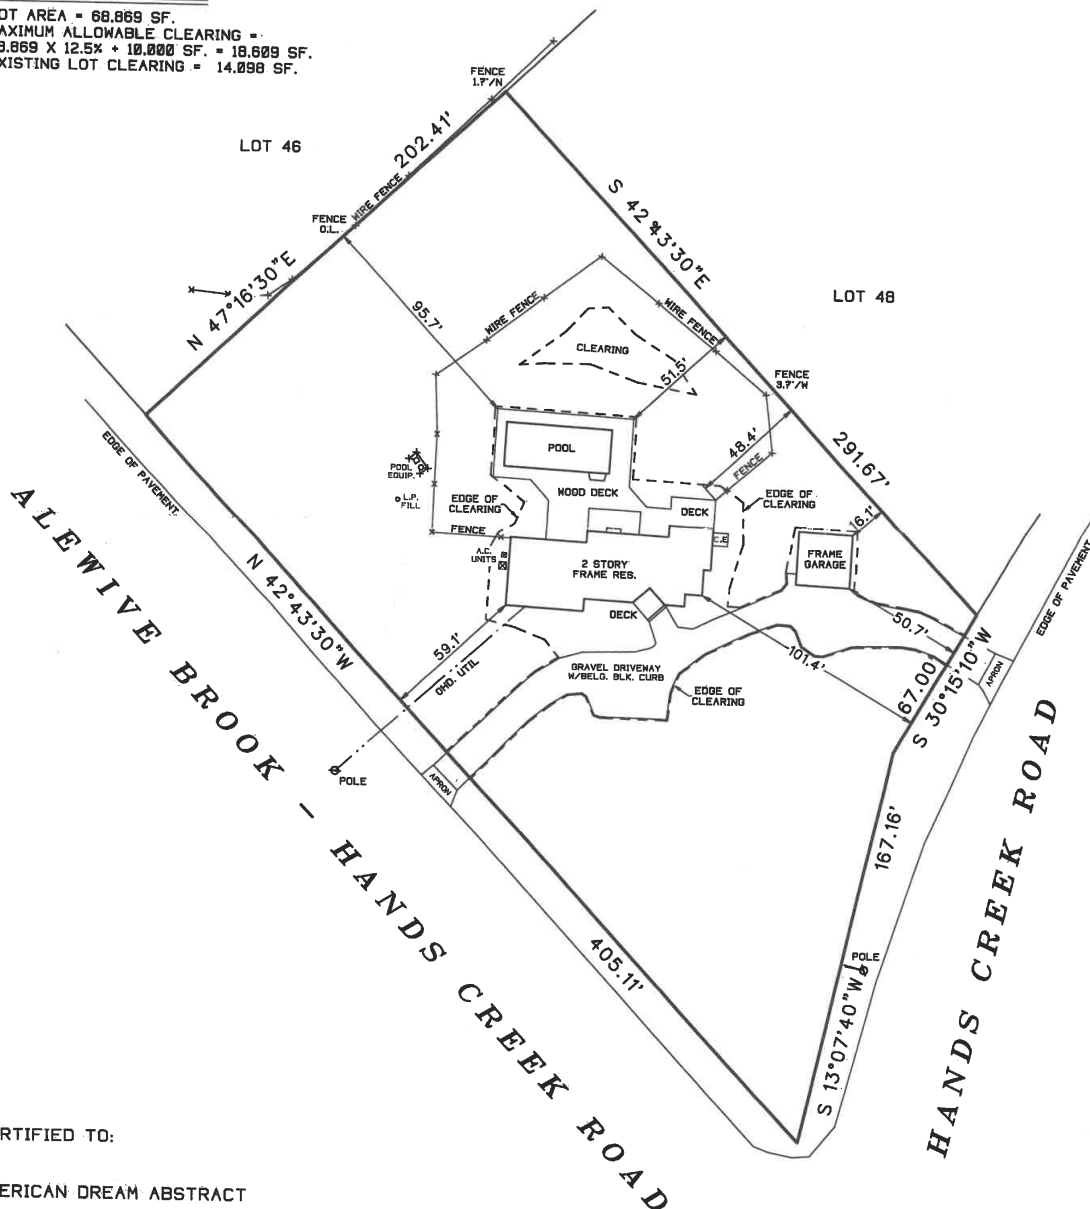 OT AREA = 68,869 SF.
AXIMUM ALLOWABLE CLEARING =
8,869 X 12.5% + 10,000 SF. = 18,609 SF.
XISTING LOT CLEARING = 14,098 SF.
FENCE
1.7'/N
LOT 46
202.41'
WIRE FENCE
FENCE
O.L.
N 47°16'30"E
S 42°43'30"E
LOT 48
95.7'
WIRE FENCE
WIRE FENCE
CLEARING
51.5'
FENCE
3.7'/W
EDGE OF PAVEMENT
291.67'
POOL
48.4'
FENCE
POOL
EQUIP.
L.P.
FILL
EDGE OF
CLEARING
WOOD DECK
DECK
EDGE OF
CLEARING
16.1'
FENCE
C.E.
A.C.
UNITS
2 STORY
FRAME RES.
FRAME
GARAGE
EDGE OF PAVEMENT
N 42°43'30"W
DECK
50.7'
59.1'
OHD. UTIL
GRAVEL DRIVEWAY
W/BELG. BLK. CURB
101.4'
EDGE OF
CLEARING
67.00'
S 30°15'10"W
APRON
POLE
APRON
ALEWIVE BROOK - HANDS CREEK ROAD
167.16'
HANDS CREEK ROAD
405.11'
POLE
S 13°07'40"W
RTIFIED TO:
ERICAN DREAM ABSTRACT